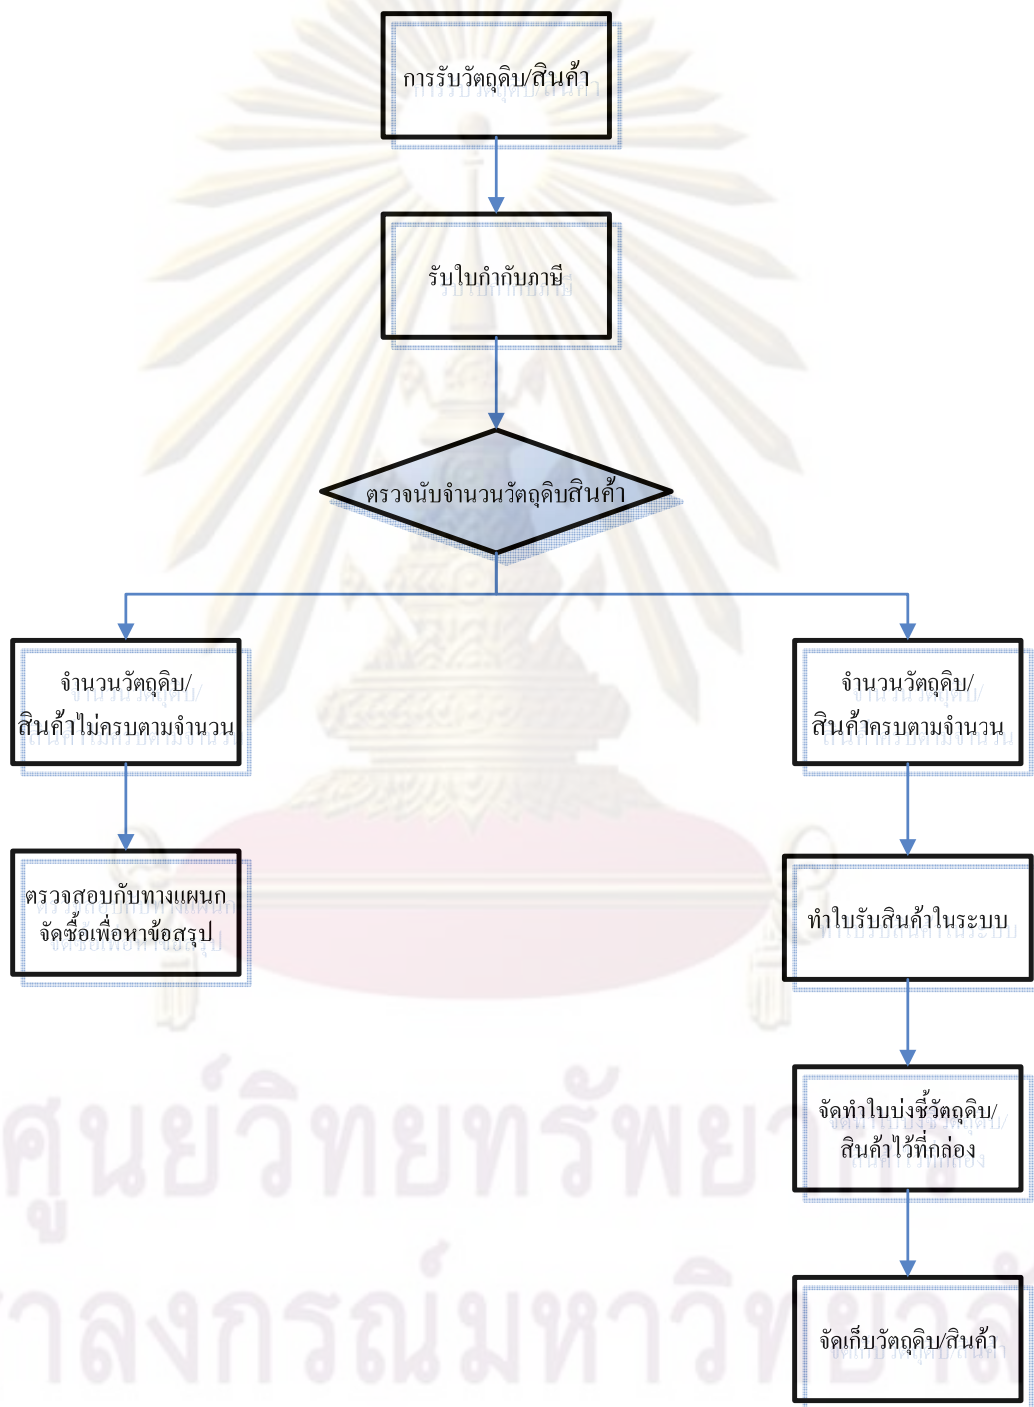 การรับวัตถุดิบ/สินค้า
รับใบกำกับภาษี
ตรวจนับจำนวนวัตถุดิบสินค้า
จำนวนวัตถุดิบ/
สินค้าไม่ครบตามจำนวน
จำนวนวัตถุดิบ/
สินค้าครบตามจำนวน
ตรวจสอบกับทางแผนก
จัดซื้อเพื่อหาข้อสรุป
ทำใบรับสินค้าในระบบ
จัดทำใบบ่งชี้วัตถุดิบ/
สินค้าไว้ที่กล่อง
จัดเก็บวัตถุดิบ/สินค้า
ศูนย์วิทยทรัพยากร
าลงกรณ์มหาวิทยาลั